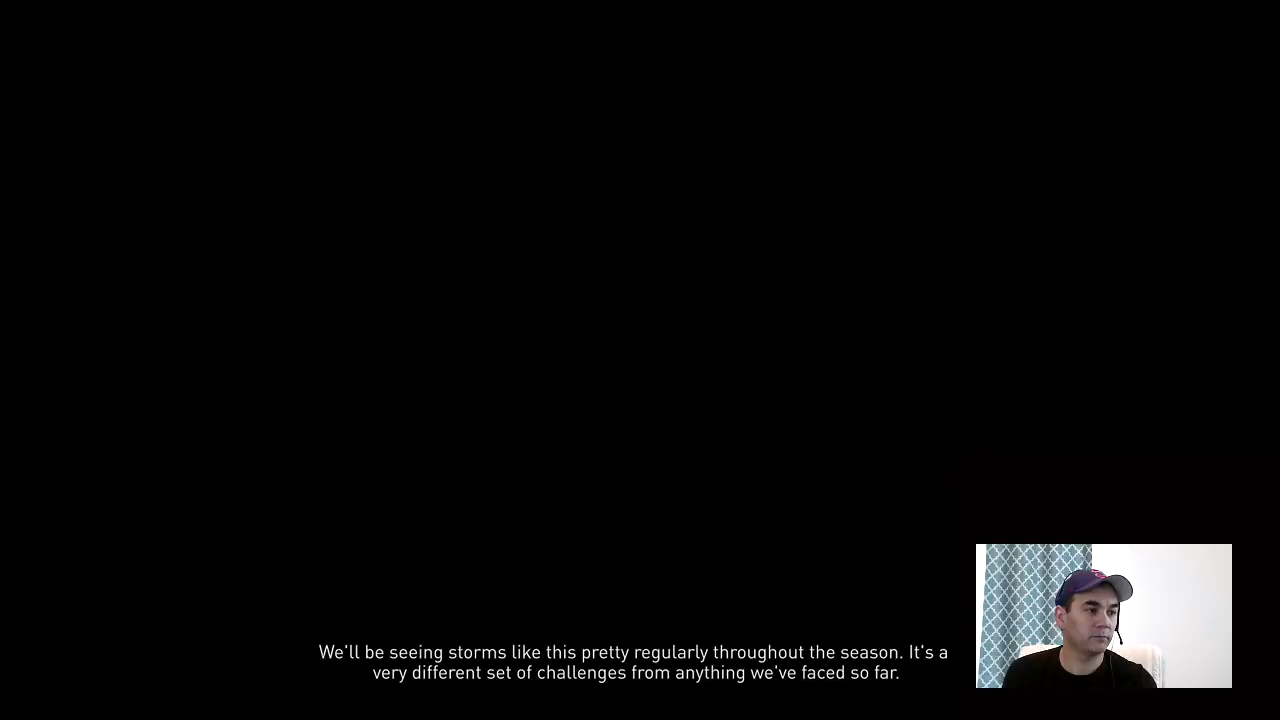 We'll be seeing storms like this pretty regularly throughout the season. It's a
very different set of challenges from anything we've faced so far.